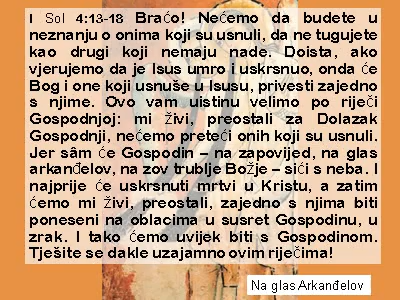 I Sol 4:13-18 Braćo! Nećemo da budete u
neznanju o onima koji su usnuli, da ne tugujete
kao drugi koji nemaju nade. Doista, ako
vjerujemo da je Isus umro i uskrsnuo, onda će
Bog i one koji usnuše u Isusu, privesti zajedno
s njime. Ovo vam uistinu velimo po riječi
Gospodnjoj: mi živi, preostali za Dolazak
Gospodnji, nećemo preteći onih koji su usnuli.
Jer sâm će Gospodin – na zapovijed, na glas
arkanđelov, na zov trublje Božje – sići s neba. I
najprije će uskrsnuti mrtvi u Kristu, a zatim
ćemo mi živi, preostali, zajedno s njima biti
poneseni na oblacima u susret Gospodinu, u
zrak. I tako ćemo uvijek biti s Gospodinom.
Tješite se dakle uzajamno ovim riječima!
Na glas Arkanđelov